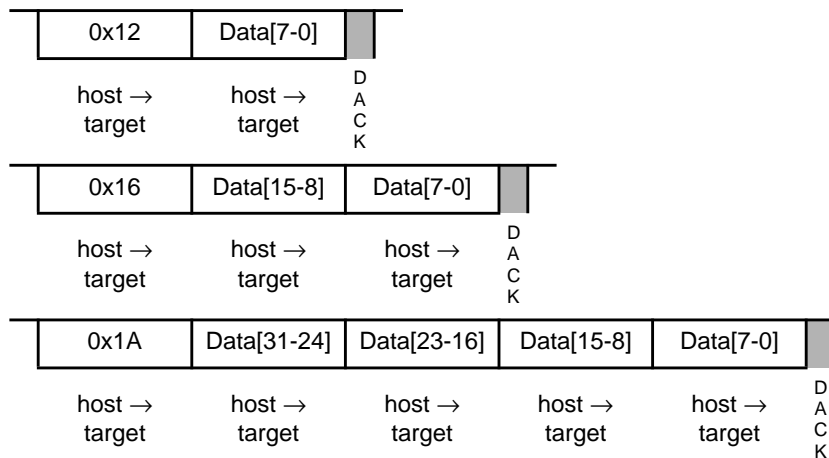 0x12 Data[7-0]
host → host →
target target
D
A
C
K
0x16 Data[15-8] Data[7-0]
host → host → host →
target target target
D
A
C
K
0x1A Data[31-24] Data[23-16] Data[15-8] Data[7-0]
host → host → host → host → host →
target target target target target
D
A
C
K